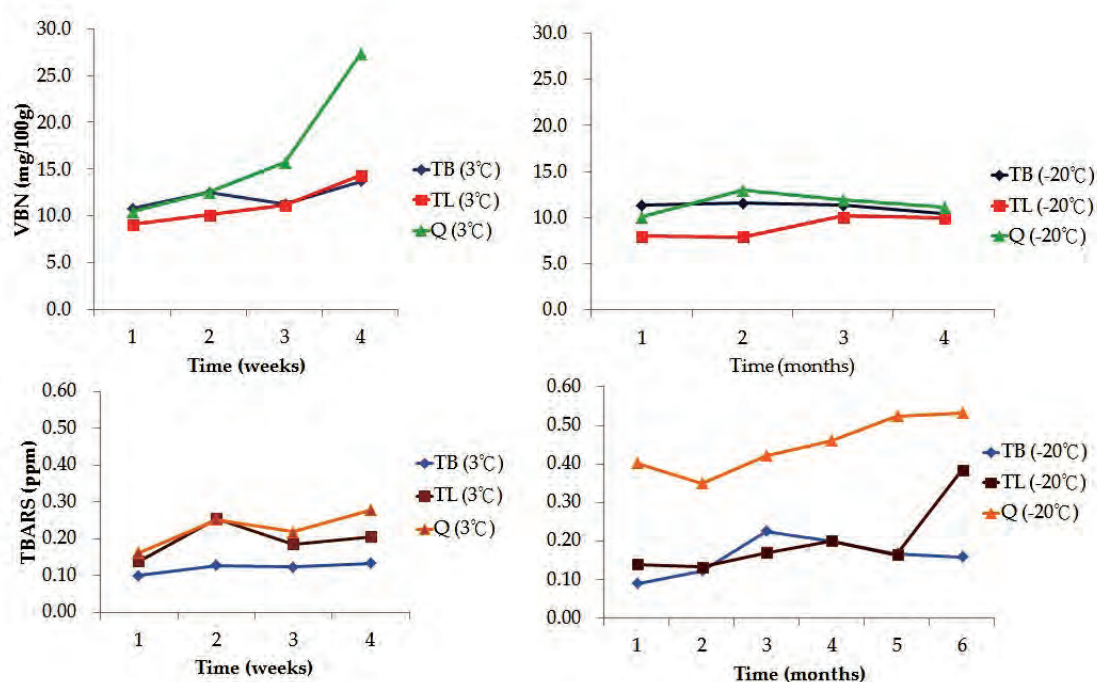 30.0
25.0
20.0
15.0
10.0
5.0
0.0
VBN (mg/100g)
1 2 3 4
Time (weeks)
TB (3℃)
TL (3℃)
Q (3℃)
30.0
25.0
20.0
15.0
10.0
5.0
0.0
1 2 3 4
Time (months)
TB (-20℃)
TL (-20℃)
Q (-20℃)
0.60
0.50
0.40
0.30
0.20
0.10
0.00
TBARS (ppm)
1 2 3 4
Time (weeks)
TB (3℃)
TL (3℃)
Q (3℃)
0.60
0.50
0.40
0.30
0.20
0.10
0.00
1 2 3 4 5 6
Time (months)
TB (-20℃)
TL (-20℃)
Q (-20℃)